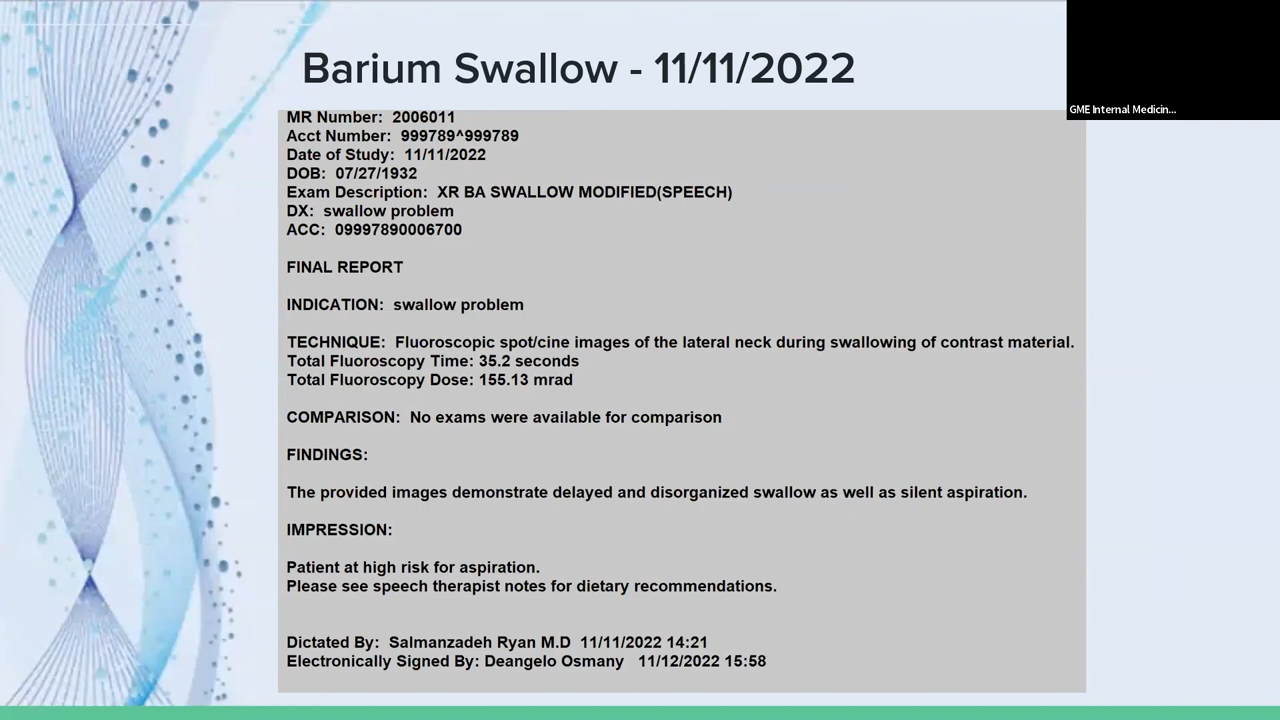 Barium Swallow - 11/11/2022
GME Internal Medicin...
MR Number: 2006011
Acct Number: 999789^999789
Date of Study: 11/11/2022
DOB: 07/27/1932
Exam Description: XR BA SWALLOW MODIFIED(SPEECH)
DX: swallow problem
ACC: 09997890006700
FINAL REPORT
INDICATION: swallow problem
TECHNIQUE: Fluoroscopic spot/cine images of the lateral neck during swallowing of contrast material.
Total Fluoroscopy Time: 35.2 seconds
Total Fluoroscopy Dose: 155.13 mrad
COMPARISON: No exams were available for comparison
FINDINGS:
The provided images demonstrate delayed and disorganized swallow as well as silent aspiration.
IMPRESSION:
Patient at high risk for aspiration.
Please see speech therapist notes for dietary recommendations.
Dictated By: Salmanzadeh Ryan M.D 11/11/2022 14:21
Electronically Signed By: Deangelo Osmany 11/12/2022 15:58